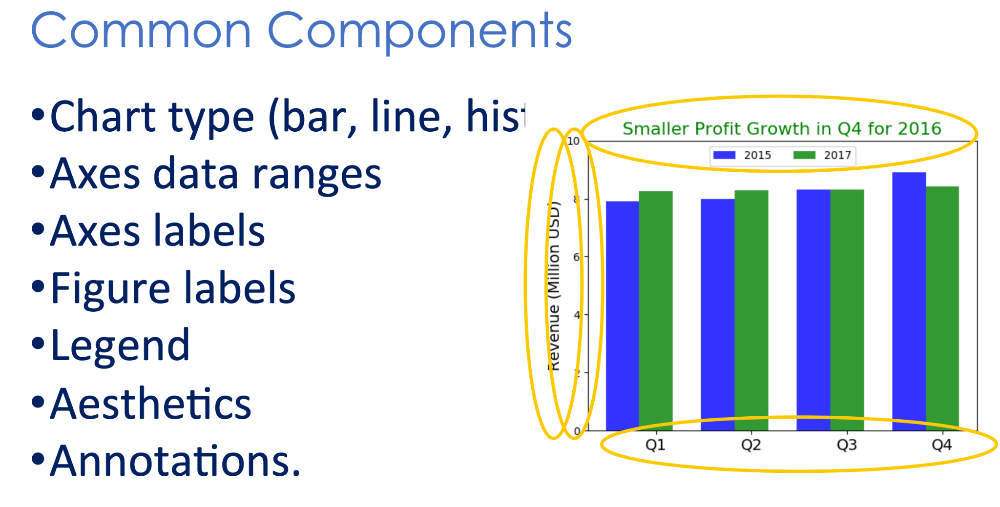 Common Components
•Chart type (bar, line, hist
•Axes data ranges
•Axes labels
•Figure labels
•Legend
•Aesthetics
•Annotations.
Smaller Profit Growth in Q4 for 2016
2015 2017
Revenue (Million USD)
10
8
6
4
2
0
Q1 Q2 Q3 Q4